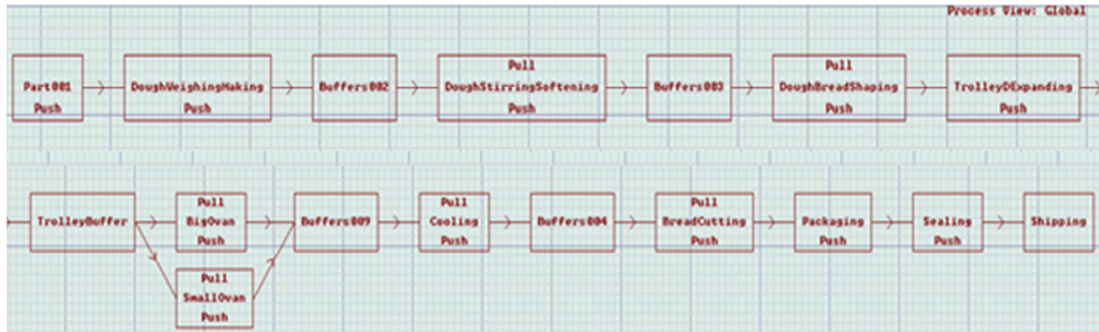 Process View: Global
Part001
Push
DoughWeighingMaking
Push
Buffers002
Pull
DoughStirringSoftening
Push
Buffers003
Pull
DoughBreadShaping
Push
TrolleyDExpanding
Push
TrolleyBuffer
Pull
BigOvan
Push
Pull
SmallOvan
Push
Buffers009
Pull
Cooling
Push
Buffers004
Pull
BreadCutting
Push
Packaging
Push
Sealing
Push
Shipping